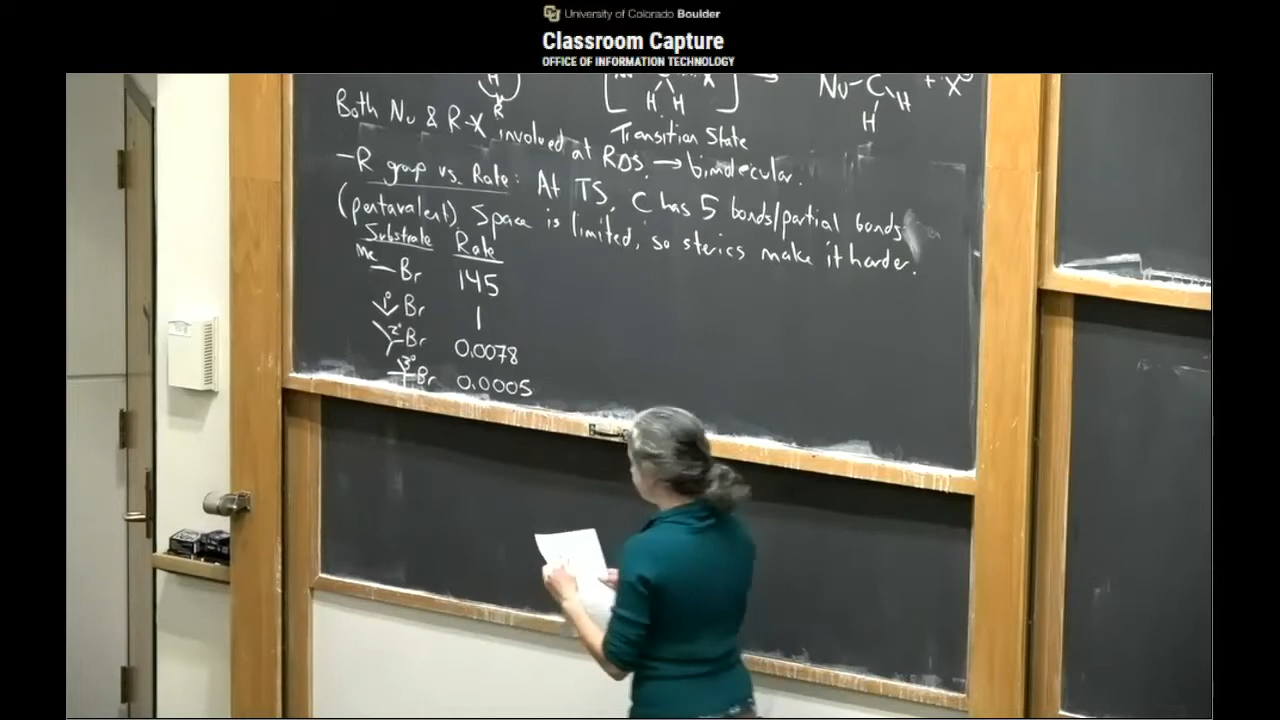 University of Colorado Boulder
Classroom Capture
OFFICE OF INFORMATION TECHNOLOGY
H
R
Nu X
H H
Nu-C H + X⊖
H
Both Nu & R-X involved at RDS → bimolecular.
Transition State
-R group vs. Rate: At TS, C has 5 bonds/partial bonds
(pentavalent). Space is limited, so sterics make it harder.
Substrate Rate
Me
—Br 145
1° Br 1
2° Br 0.0078
3° Br 0.0005